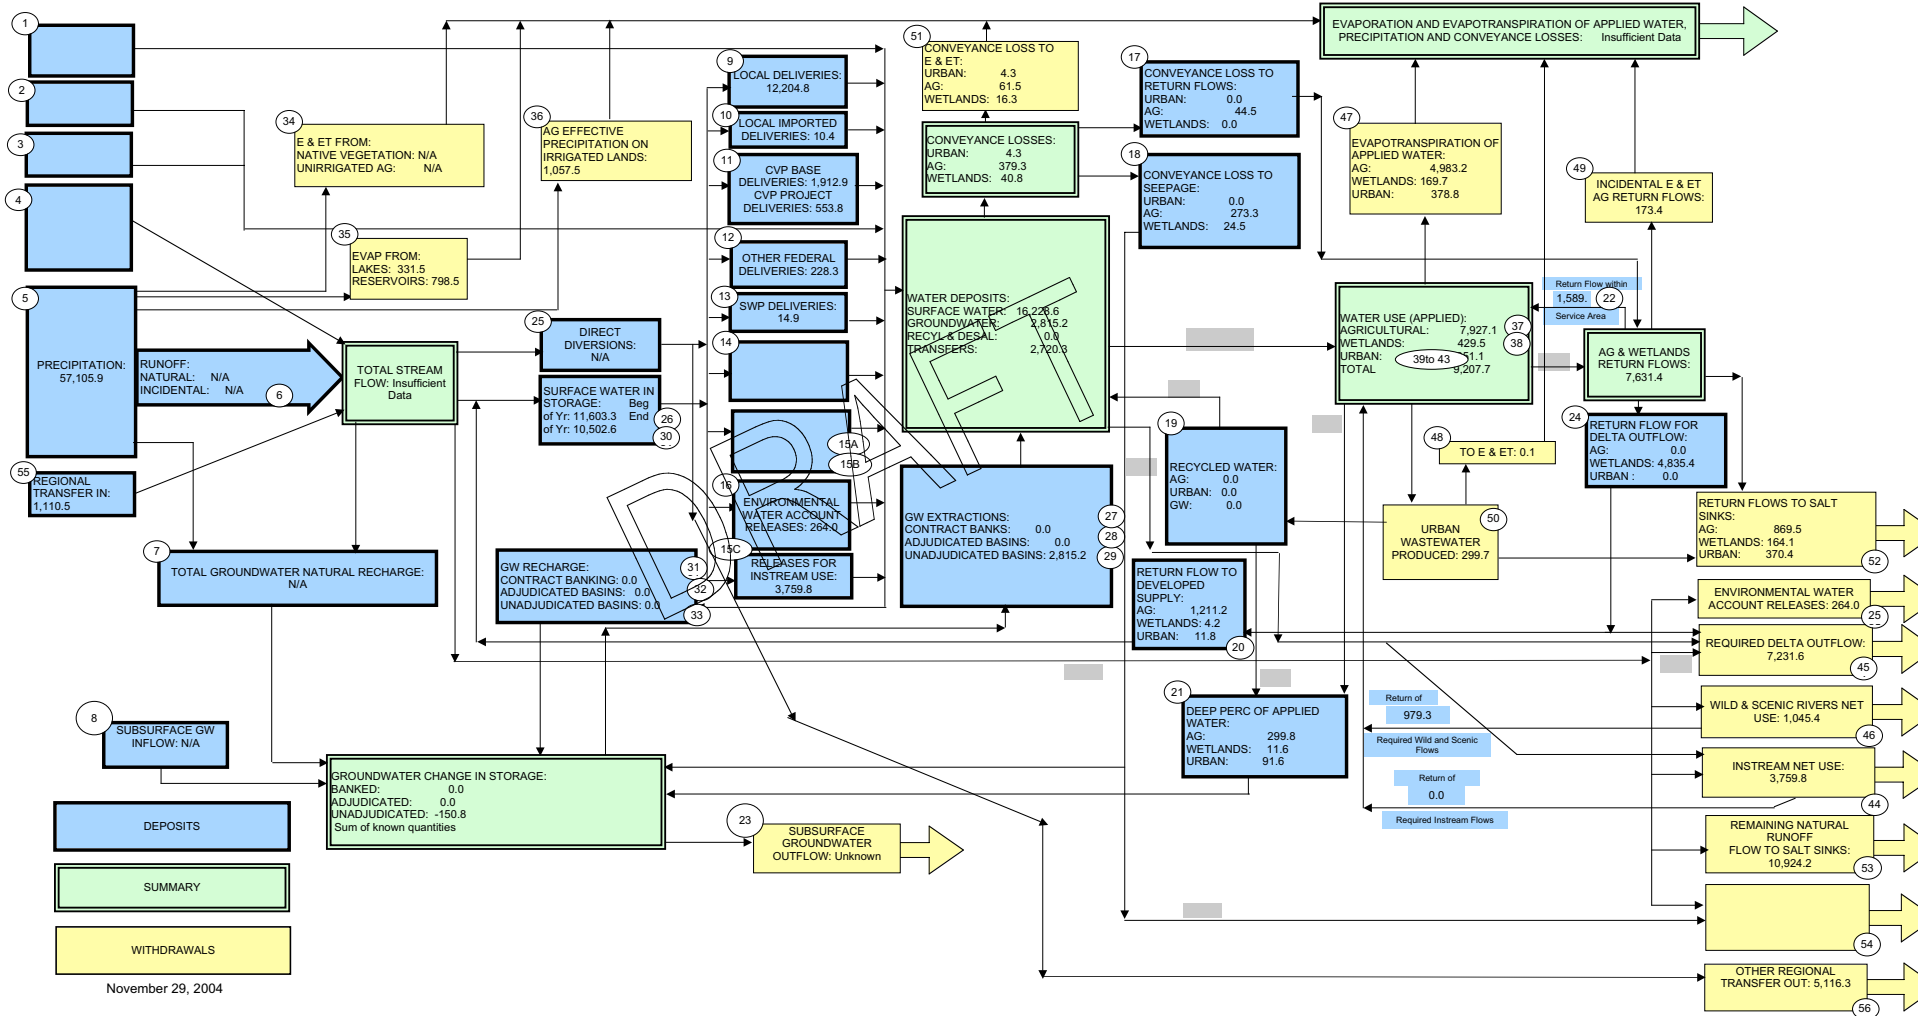 1
2
3
4
5
PRECIPITATION:
57,105.9
RUNOFF:
NATURAL: N/A
INCIDENTAL: N/A
6
55
REGIONAL
TRANSFER IN:
1,110.5
7
TOTAL GROUNDWATER NATURAL RECHARGE:
N/A
8
SUBSURFACE GW
INFLOW: N/A
DEPOSITS
SUMMARY
WITHDRAWALS
November 29, 2004
34
E & ET FROM:
NATIVE VEGETATION: N/A
UNIRRIGATED AG: N/A
35
EVAP FROM:
LAKES: 331.5
RESERVOIRS: 798.5
36
AG EFFECTIVE
PRECIPITATION ON
IRRIGATED LANDS:
1,057.5
TOTAL STREAM
FLOW: Insufficient
Data
25
DIRECT
DIVERSIONS:
N/A
SURFACE WATER IN
STORAGE:
of Yr: 11,603.3 Beg End
of Yr: 10,502.6
26
30
GW RECHARGE:
CONTRACT BANKING: 0.0
ADJUDICATED BASINS: 0.0
UNADJUDICATED BASINS: 0.0
31
32
33
GROUNDWATER CHANGE IN STORAGE:
BANKED: 0.0
ADJUDICATED: 0.0
UNADJUDICATED: -150.8
Sum of known quantities
23
SUBSURFACE
GROUNDWATER
OUTFLOW: Unknown
9
LOCAL DELIVERIES:
12,204.8
10
LOCAL IMPORTED
DELIVERIES: 10.4
11
CVP BASE
DELIVERIES: 1,912.9
CVP PROJECT
DELIVERIES: 553.8
12
OTHER FEDERAL
DELIVERIES: 228.3
13
SWP DELIVERIES:
14.9
14
15A
15B
16
ENVIRONMENTAL
WATER ACCOUNT
RELEASES: 264.0
15C
RELEASES FOR
INSTREAM USE:
3,759.8
DRAFT
51
CONVEYANCE LOSS TO
E & ET:
URBAN: 4.3
AG: 61.5
WETLANDS: 16.3
CONVEYANCE LOSSES:
URBAN: 4.3
AG: 379.3
WETLANDS: 40.8
WATER DEPOSITS:
SURFACE WATER: 16,228.6
GROUNDWATER: 2,815.2
RECYL & DESAL: 0.0
TRANSFERS: 2,720.3
GW EXTRACTIONS:
CONTRACT BANKS: 0.0
ADJUDICATED BASINS: 0.0
UNADJUDICATED BASINS: 2,815.2
27
28
29
17
CONVEYANCE LOSS TO
RETURN FLOWS:
URBAN: 0.0
AG: 44.5
WETLANDS: 0.0
18
CONVEYANCE LOSS TO
SEEPAGE:
URBAN: 0.0
AG: 273.3
WETLANDS: 24.5
19
RECYCLED WATER:
AG: 0.0
URBAN: 0.0
GW: 0.0
RETURN FLOW TO
DEVELOPED
SUPPLY:
AG: 1,211.2
WETLANDS: 4.2
URBAN: 11.8
20
21
DEEP PERC OF APPLIED
WATER:
AG: 299.8
WETLANDS: 11.6
URBAN: 91.6
EVAPORATION AND EVAPOTRANSPIRATION OF APPLIED WATER,
PRECIPITATION AND CONVEYANCE LOSSES: Insufficient Data
47
EVAPOTRANSPIRATION OF
APPLIED WATER:
AG: 4,983.2
WETLANDS: 169.7
URBAN: 378.8
49
INCIDENTAL E & ET
AG RETURN FLOWS:
173.4
Return Flow within
1,589.
22
Service Area
WATER USE (APPLIED):
AGRICULTURAL: 7,927.1
WETLANDS: 429.5
URBAN: 51.1
TOTAL 9,207.7
37
38
39to 43
AG & WETLANDS
RETURN FLOWS:
7,631.4
24
RETURN FLOW FOR
DELTA OUTFLOW:
AG: 0.0
WETLANDS: 4,835.4
URBAN : 0.0
48
TO E & ET: 0.1
50
URBAN
WASTEWATER
PRODUCED: 299.7
Return of
979.3
Required Wild and Scenic
Flows
Return of
0.0
Required Instream Flows
RETURN FLOWS TO SALT
SINKS:
AG: 869.5
WETLANDS: 164.1
URBAN: 370.4
52
ENVIRONMENTAL WATER
ACCOUNT RELEASES: 264.0
25
REQUIRED DELTA OUTFLOW:
7,231.6
45
WILD & SCENIC RIVERS NET
USE: 1,045.4
46
INSTREAM NET USE:
3,759.8
44
REMAINING NATURAL
RUNOFF
FLOW TO SALT SINKS:
10,924.2
53
54
OTHER REGIONAL
TRANSFER OUT: 5,116.3
56